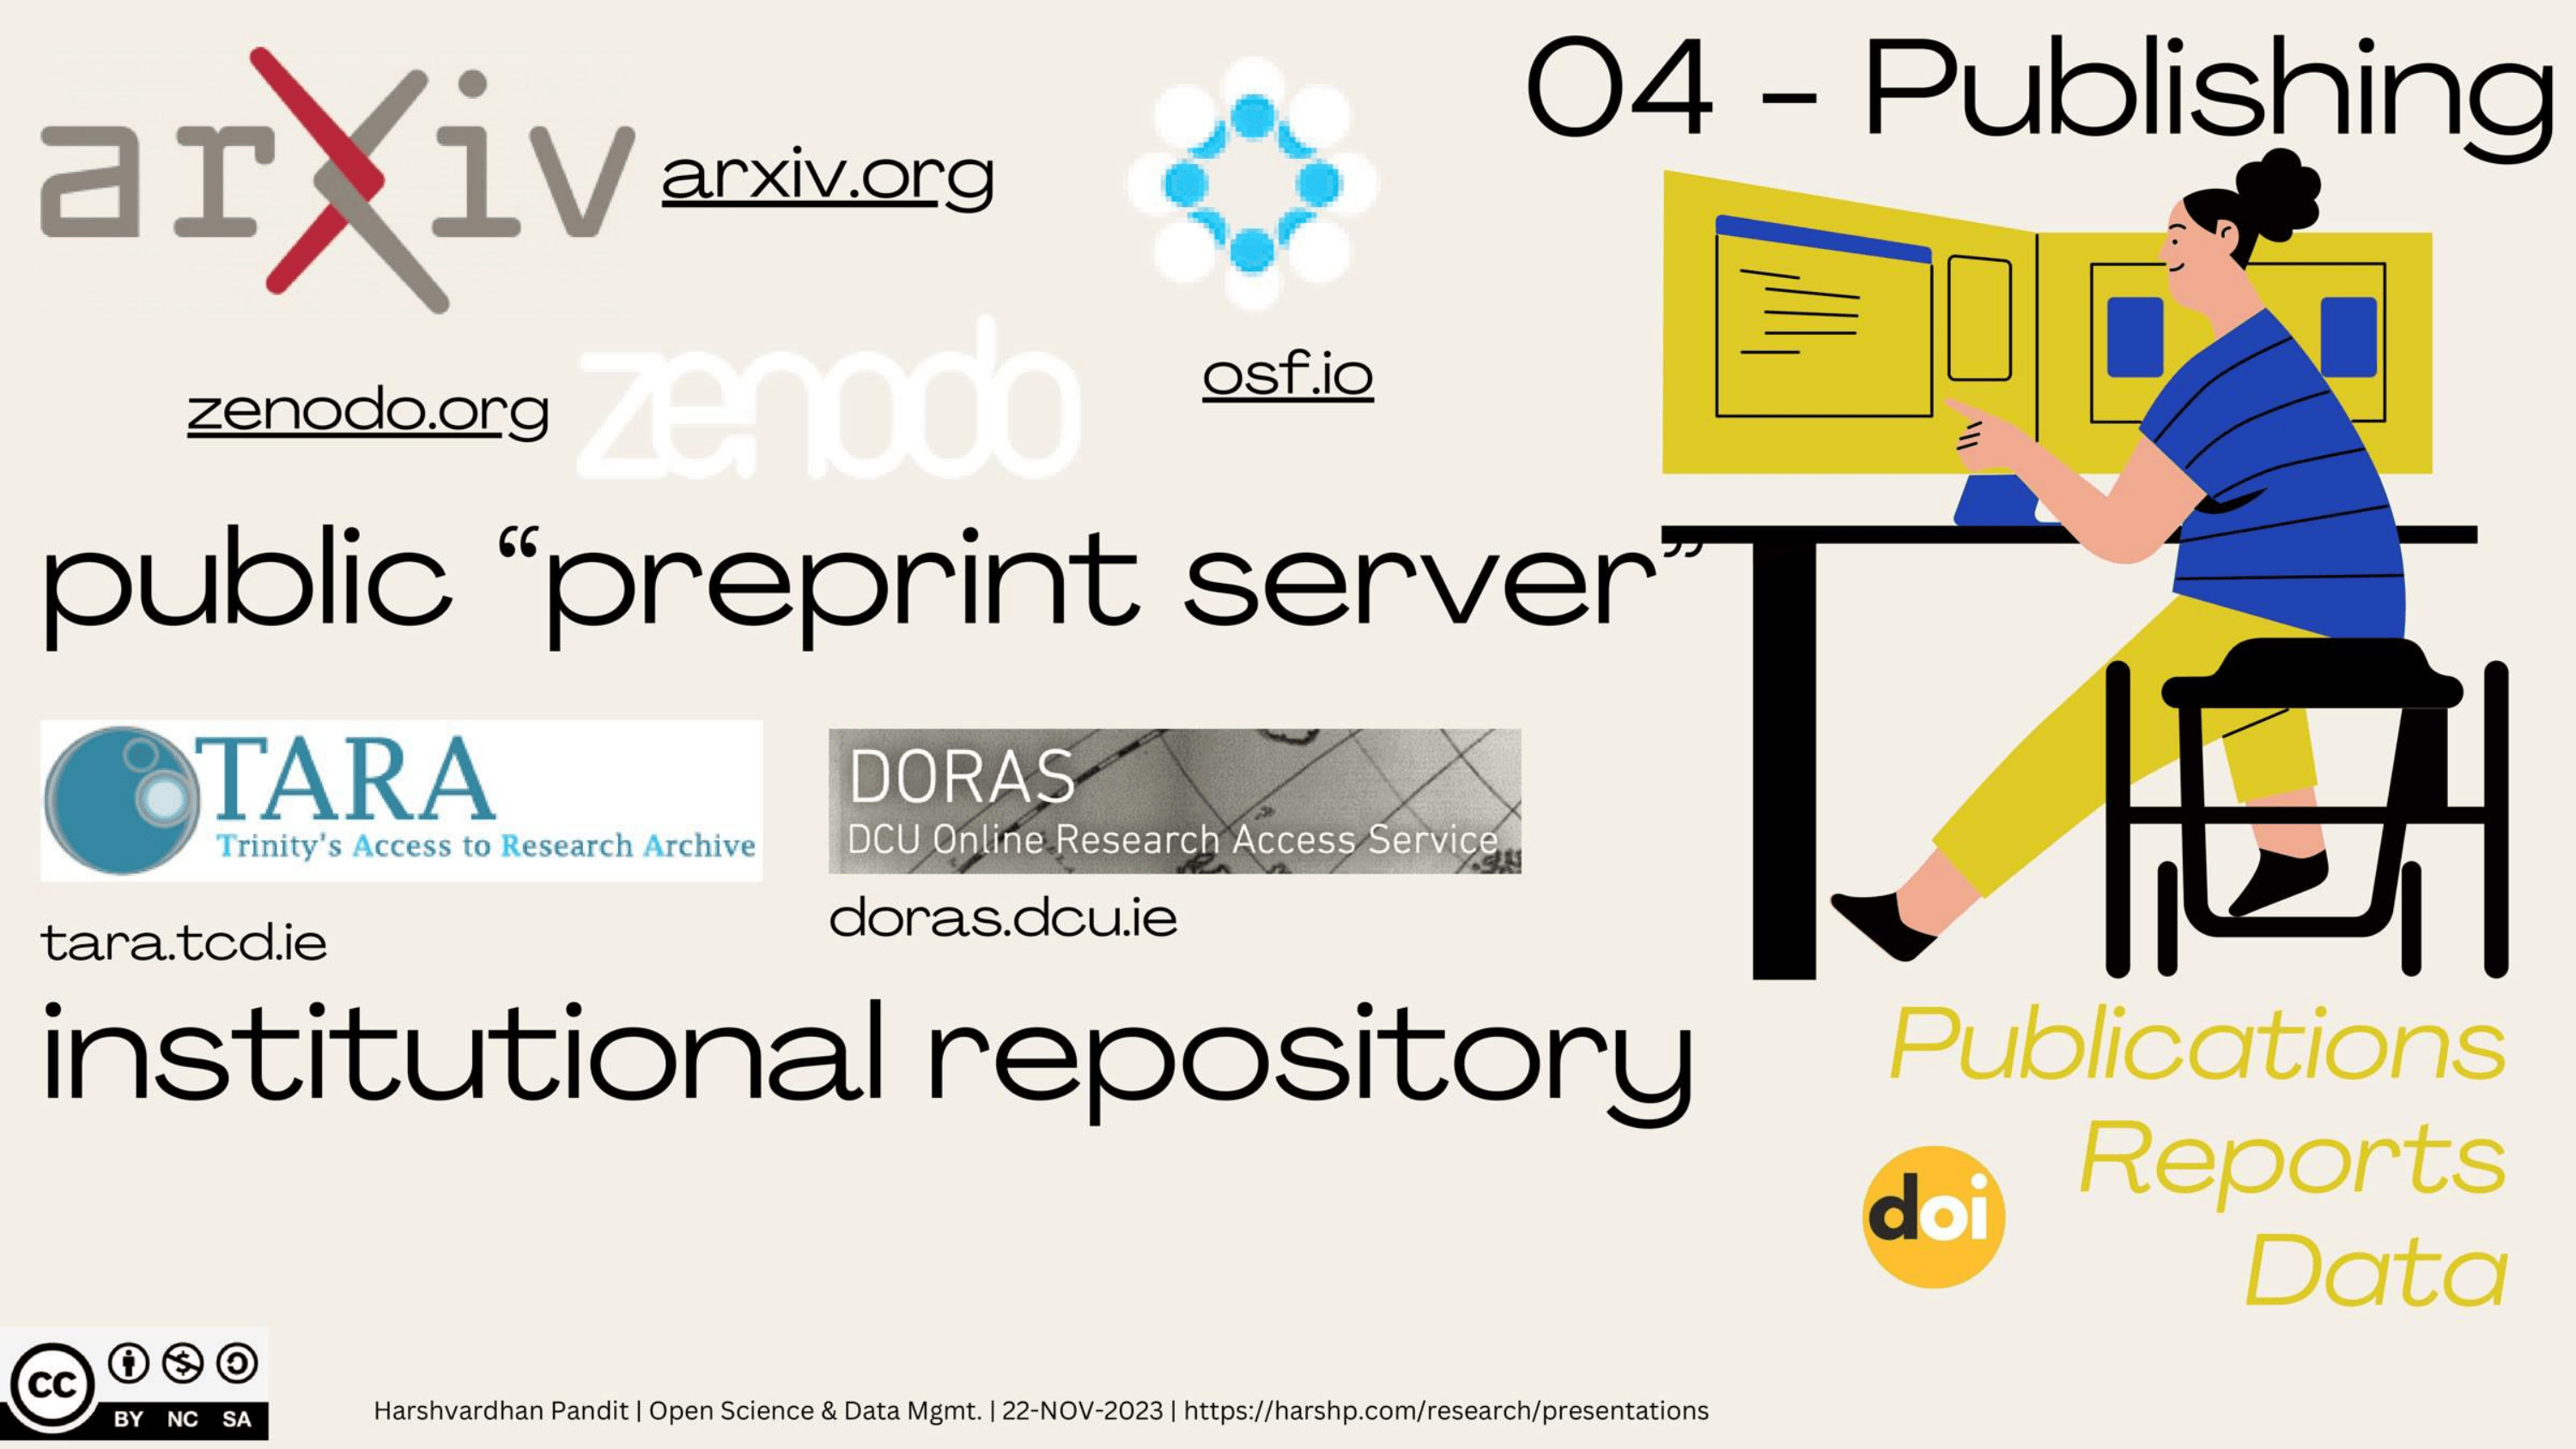 04 - Publishing
arXiv
arxiv.org
zenodo.org
zenodo
osf.io
public “preprint server”
TARA
Trinity's Access to Research Archive
tara.tcd.ie
DORAS
DCU Online Research Access Service
doras.dcu.ie
institutional repository
Publications
Reports
Data
doi
cc
BY NC SA
Harshvardhan Pandit | Open Science & Data Mgmt. | 22-NOV-2023 | https://harshp.com/research/presentations